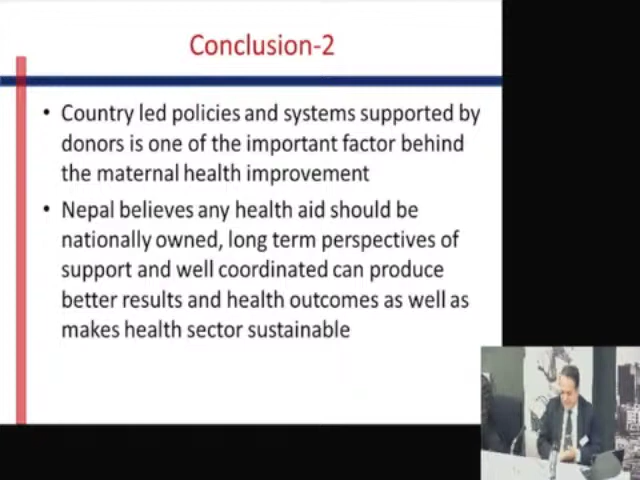 Conclusion-2
• Country led policies and systems supported by
donors is one of the important factor behind
the maternal health improvement
• Nepal believes any health aid should be
nationally owned, long term perspectives of
support and well coordinated can produce
better results and health outcomes as well as
makes health sector sustainable